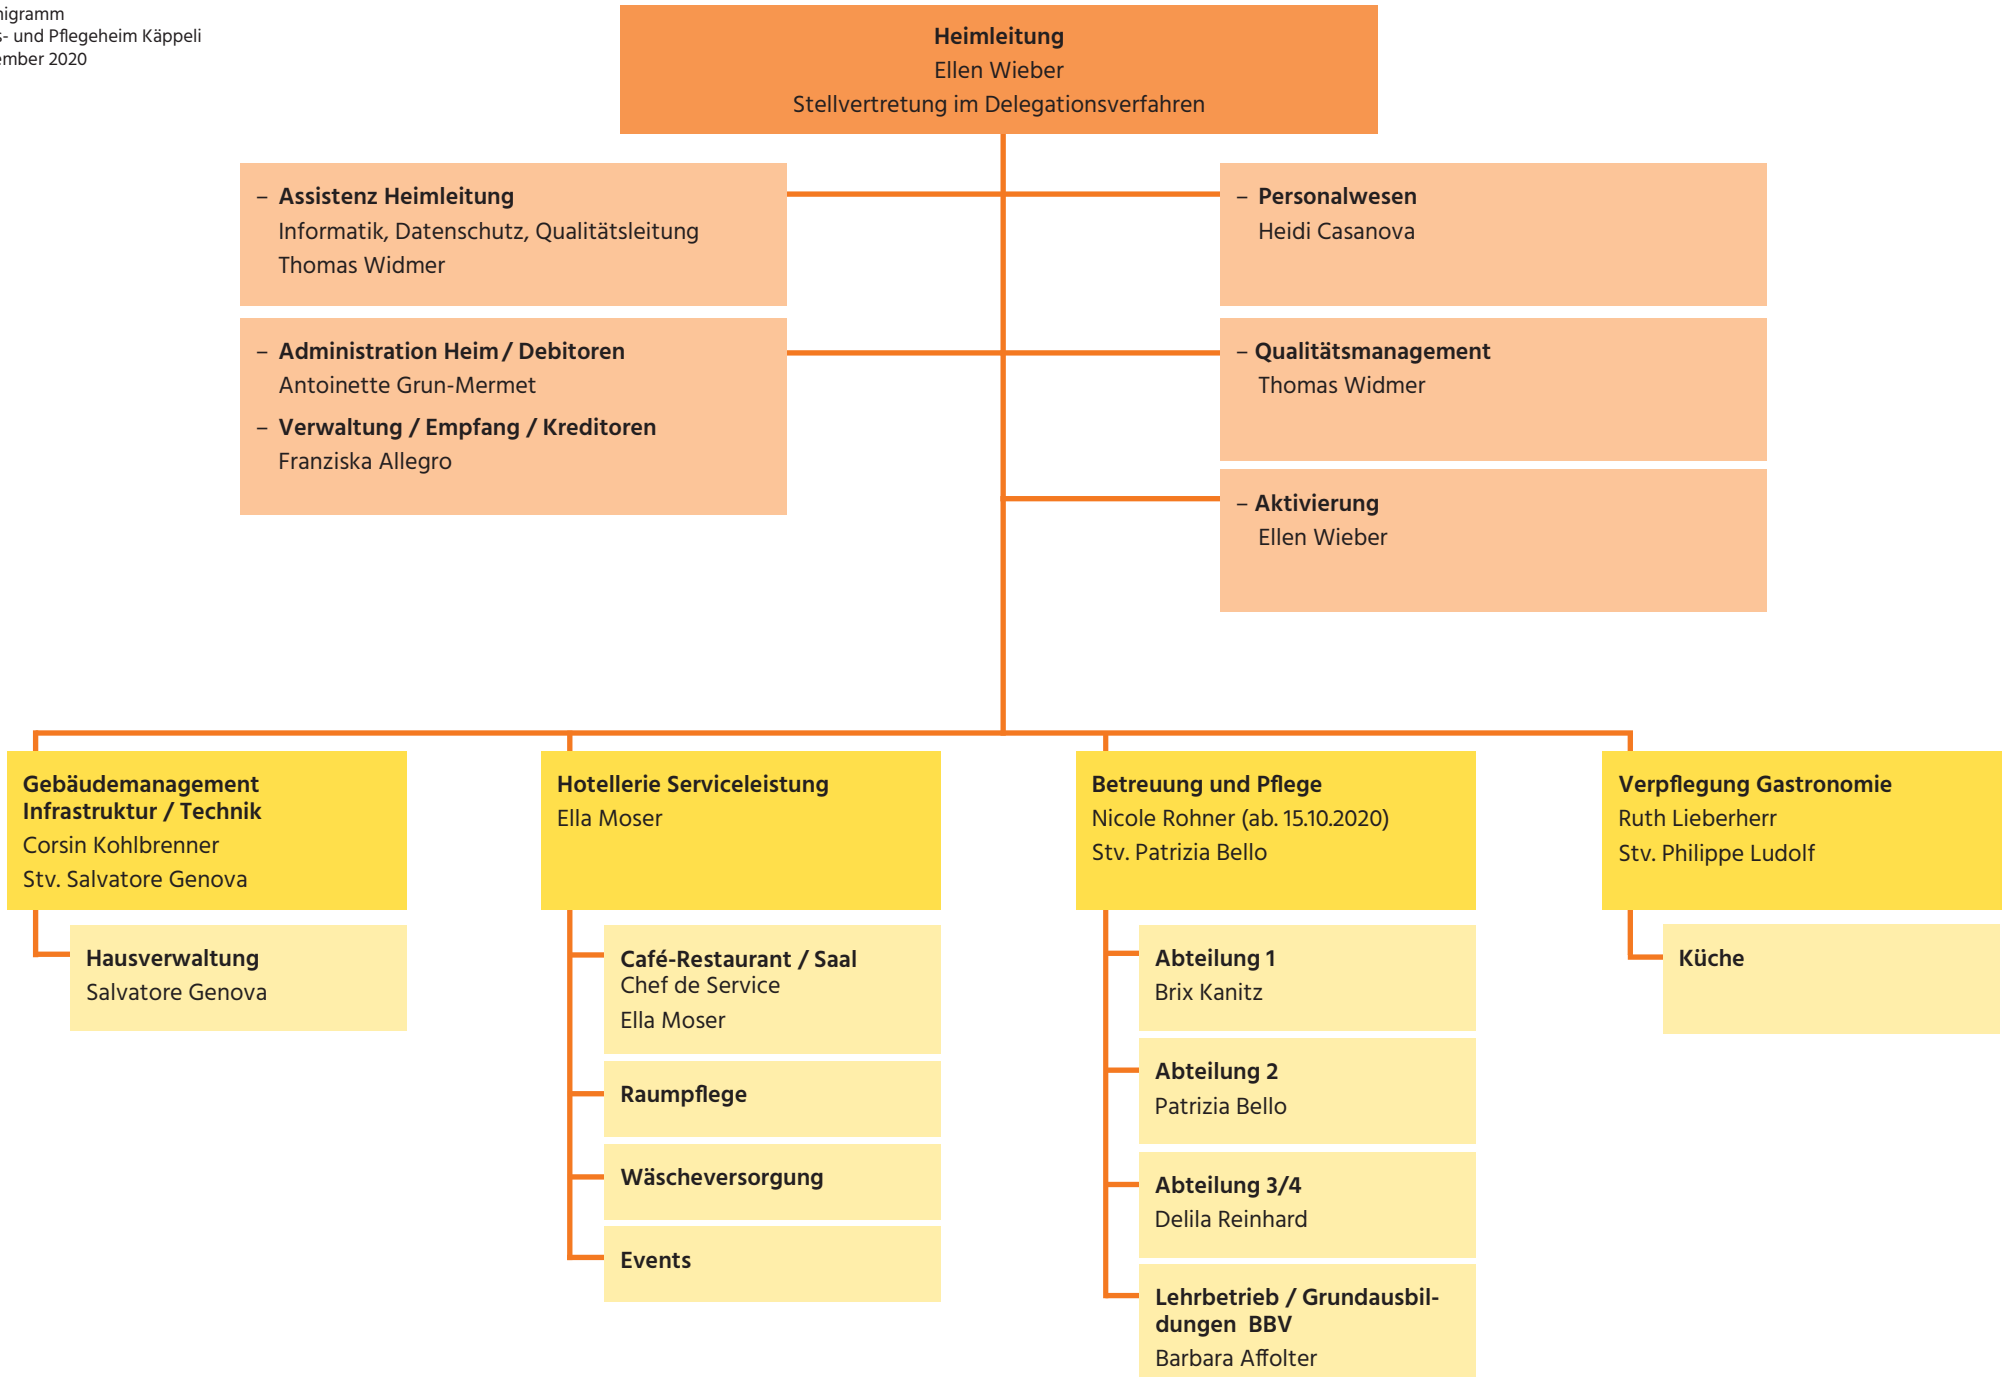 und Pflegeheim Käppeli
2020
Heimleitung
Ellen Wieber
Stellvertretung im Delegationsverfahren
– Assistenz Heimleitung
Informatik, Datenschutz, Qualitätsleitung
Thomas Widmer
– Personalwesen
Heidi Casanova
– Administration Heim / Debitoren
Antoinette Grun-Mermet
– Verwaltung / Empfang / Kreditoren
Franziska Allegro
– Qualitätsmanagement
Thomas Widmer
– Aktivierung
Ellen Wieber
Gebäudemanagement
Infrastruktur / Technik
Corsin Kohlbrenner
Stv. Salvatore Genova
Hausverwaltung
Salvatore Genova
Hotellerie Serviceleistung
Ella Moser
Café-Restaurant / Saal
Chef de Service
Ella Moser
Raumpflege
Wäscheversorgung
Events
Betreuung und Pflege
Nicole Rohner (ab. 15.10.2020)
Stv. Patrizia Bello
Abteilung 1
Brix Kanitz
Abteilung 2
Patrizia Bello
Abteilung 3/4
Delila Reinhard
Lehrbetrieb / Grundausbil-
dungen BBV
Barbara Affolter
Verpflegung Gastronomie
Ruth Lieberherr
Stv. Philippe Ludolf
Küche